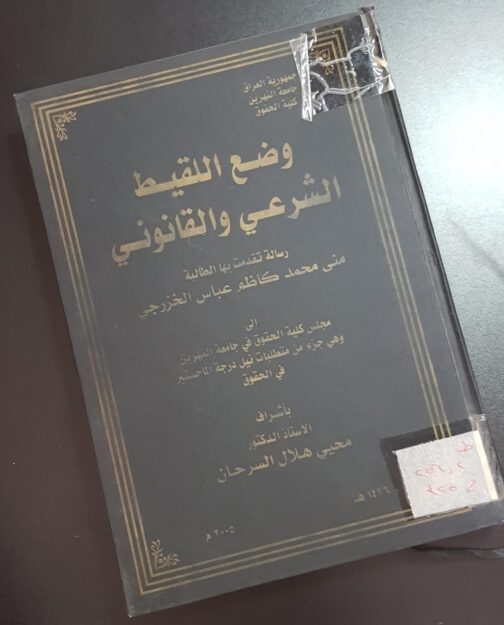 جمهورية العراق
جامعة النهرين
كلية الحقوق
وضع اللقيط
الشرعي والقانوني
رسالة تقدمت بها الطالبة
منى محمد كاظم عباس الخزرجي
الى
مجلس كلية الحقوق في جامعة النهرين
وهي جزء من متطلبات نيل درجة الماجستير
في الحقوق
بأشراف
الأستاذ الدكتور
محيي هلال السرحان
١٤٢٦ هـ
٢٠٠٥ م